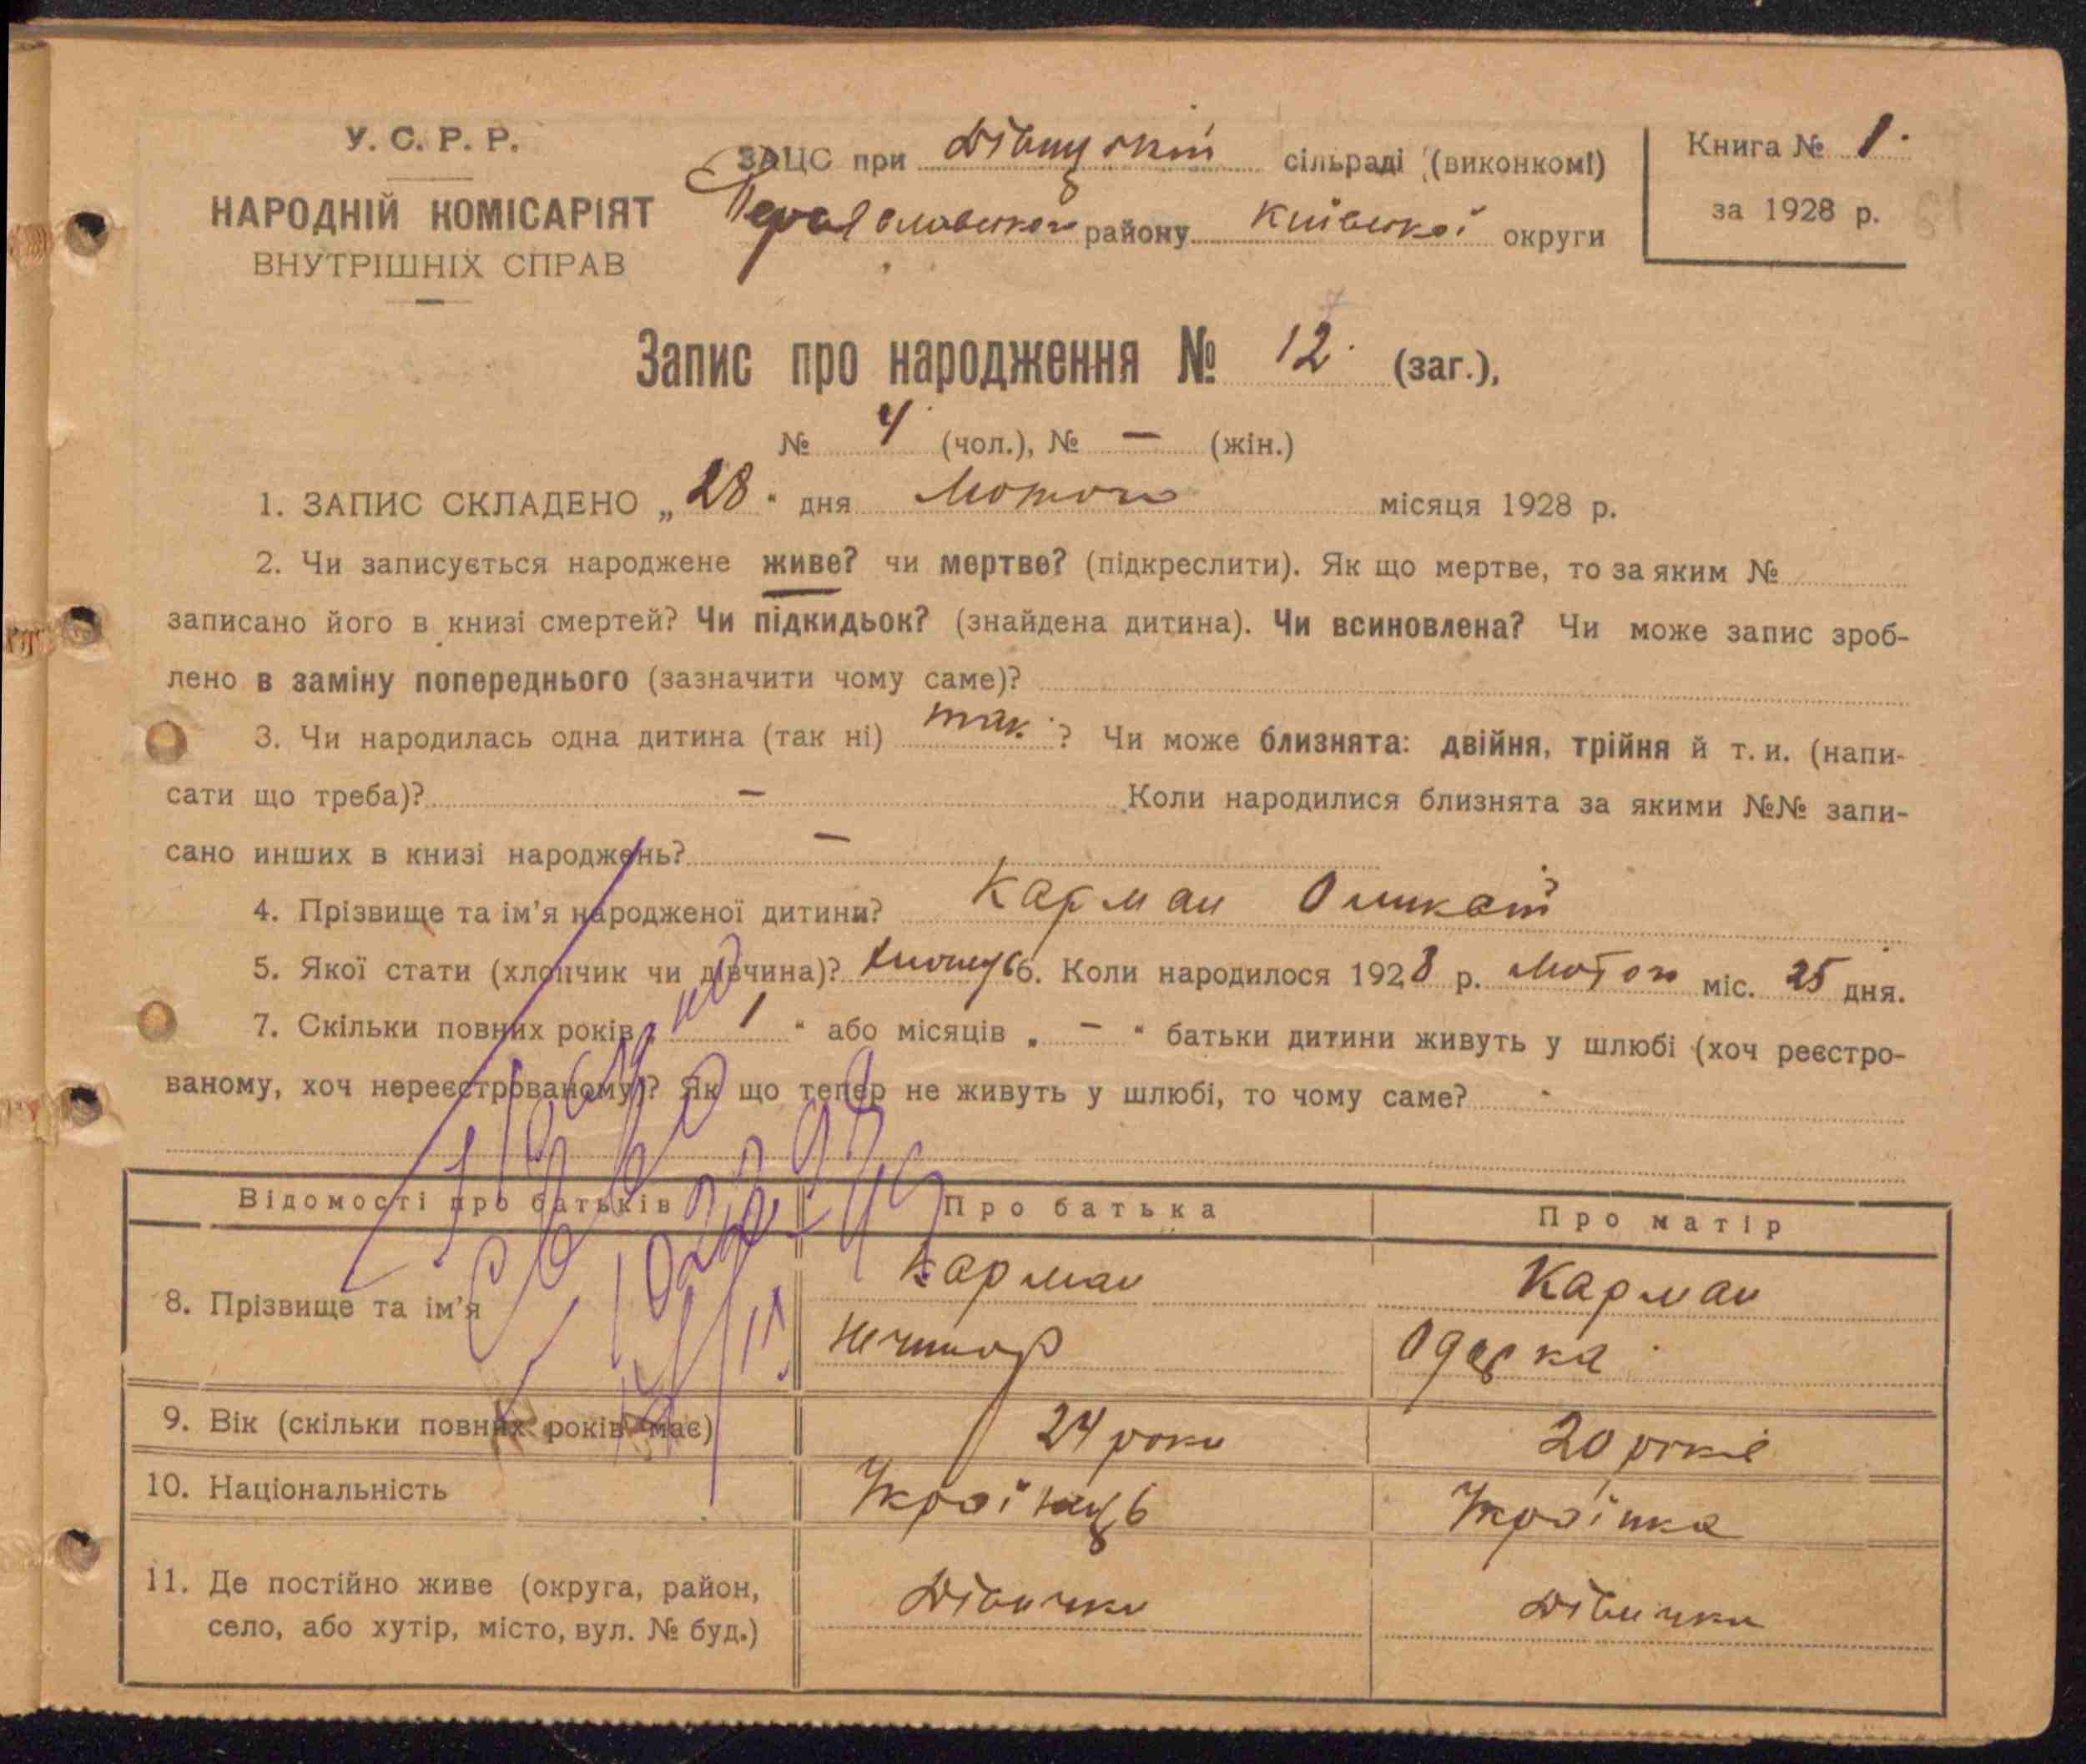 У. С. Р. Р.
НАРОДНІЙ КОМІСАРІЯТ
ВНУТРІШНІХ СПРАВ
ЗАЦС при Дівицькій сільраді (виконкомі)
Переяславського району Київської округи
Книга № 1.
за 1928 р.
Запис про народження № 12. (заг.),
№ 4 (чол.), № — (жін.)
1. ЗАПИС СКЛАДЕНО „28“ дня Лютого місяця 1928 р.
2. Чи записується народжене живе? чи мертве? (підкреслити). Як що мертве, то за яким №
записано його в книзі смертей? Чи підкидьок? (знайдена дитина). Чи всиновлена? Чи може запис зроб-
лено в заміну попереднього (зазначити чому саме)?
3. Чи народилась одна дитина (так ні) так ? Чи може близнята: двійня, трійня й т. и. (напи-
сати що треба)? — Коли народилися близнята за якими №№ запи-
сано инших в книзі народжень? —
4. Прізвище та ім'я народженої дитини? Карман
5. Якої стати (хлопчик чи дівчина)? 6. Коли народилося 1928 р. Лютого міс. 25 дня.
7. Скільки повних років „ 1 “ або місяців „ — “ батьки дитини живуть у шлюбі (хоч реєстро-
ваному, хоч нереєстрованому)? Як що тепер не живуть у шлюбі, то чому саме?
Відомості про батьків Про батька Про матір
8. Прізвище та ім'я Карман Карман
Нечипор Одарка
9. Вік (скільки повних років має) 24 роки 20 років
10. Національність Українець Українка
11. Де постійно живе (округа, район, Дівички Дівички
село, або хутір, місто, вул. № буд.)